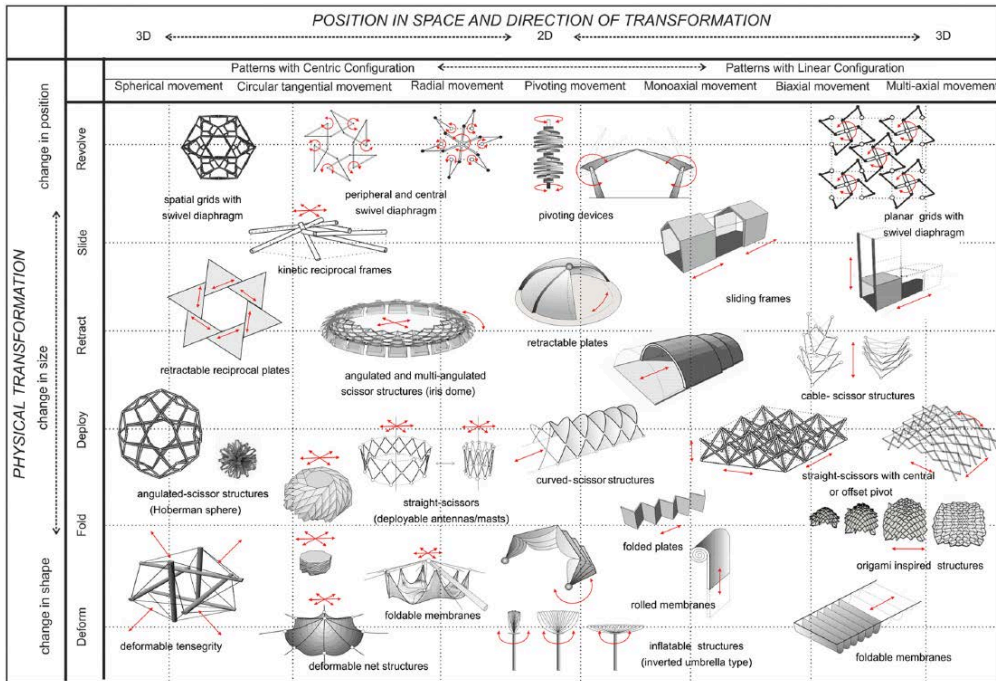 POSITION IN SPACE AND DIRECTION OF TRANSFORMATION
3D
2D
3D
Patterns with Centric Configuration
Patterns with Linear Configuration
Spherical movement
Circular tangential movement
Radial movement
Pivoting movement
Monoaxial movement
Biaxial movement
Multi-axial movement
PHYSICAL TRANSFORMATION
change in position
change in size
change in shape
Revolve
Slide
Retract
Deploy
Fold
Deform
spatial grids with
swivel diaphragm
peripheral and central
swivel diaphragm
pivoting devices
planar grids with
swivel diaphragm
kinetic reciprocal frames
sliding frames
retractable reciprocal plates
angulated and multi-angulated
scissor structures (iris dome)
retractable plates
cable- scissor structures
angulated-scissor structures
(Hoberman sphere)
straight-scissors
(deployable antennas/masts)
curved- scissor structures
straight-scissors with central
or offset pivot
folded plates
origami inspired structures
foldable membranes
rolled membranes
deformable tensegrity
deformable net structures
inflatable structures
(inverted umbrella type)
foldable membranes